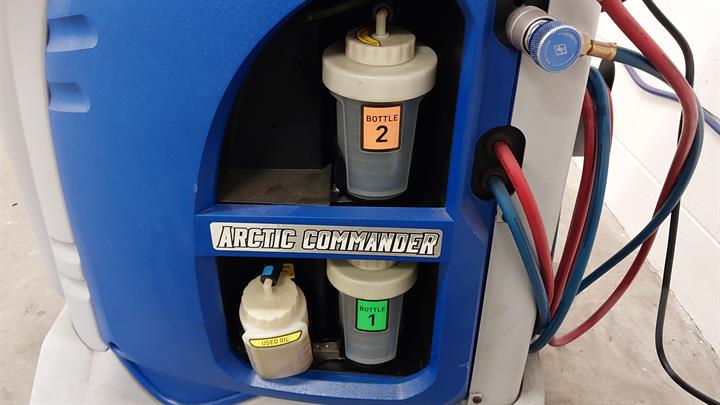 BOTTLE
2
ARCTIC COMMANDER
BOTTLE
1
USED OIL